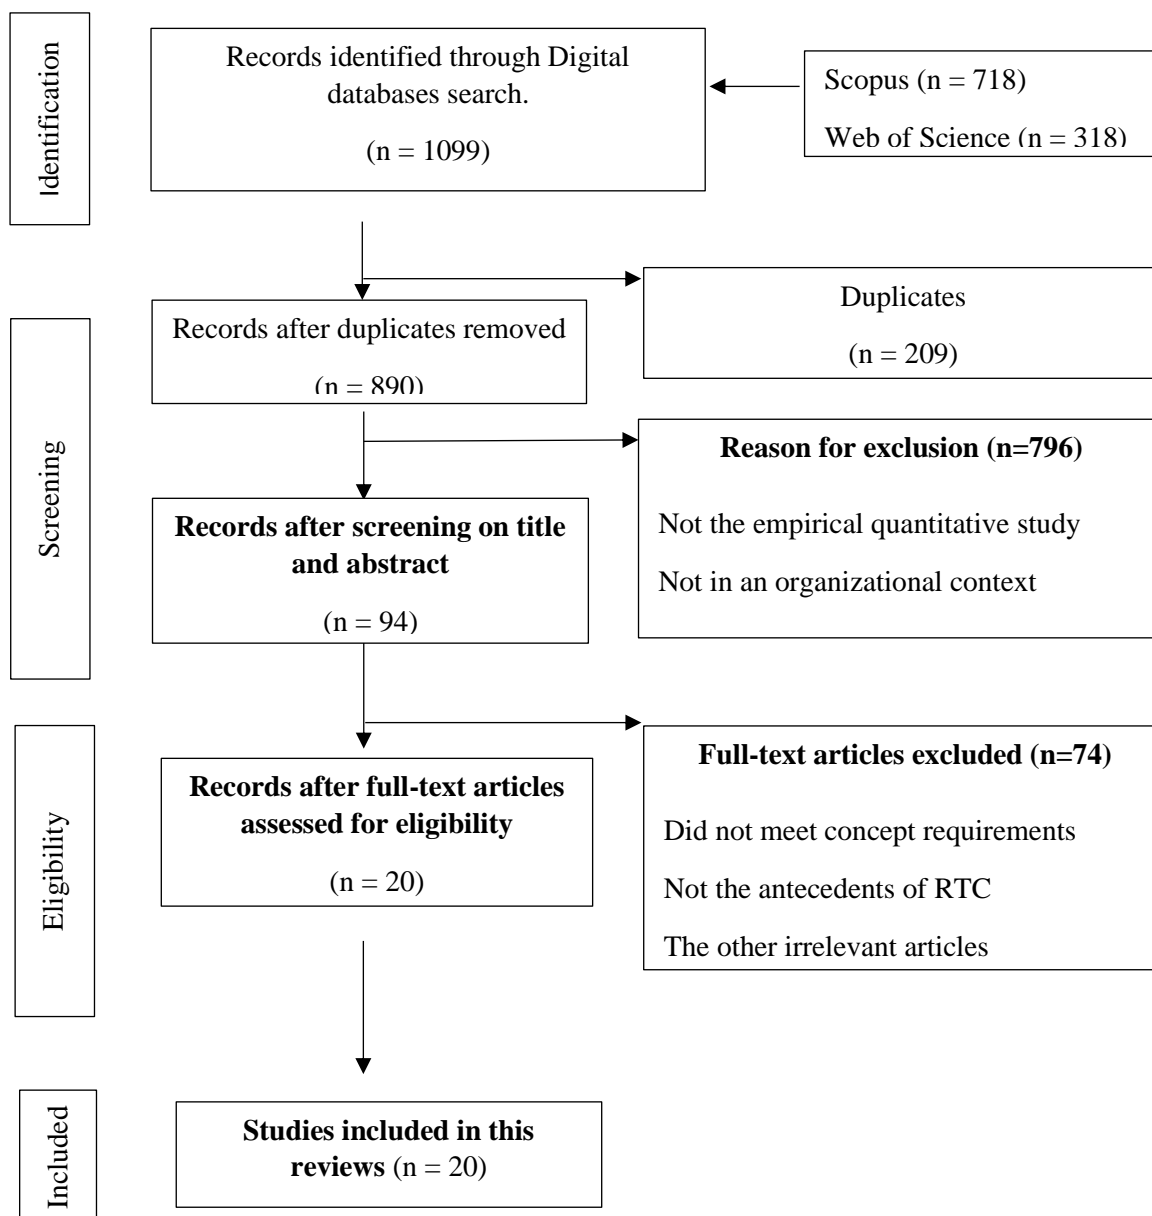 Identification
Records identified through Digital
databases search.
(n = 1099)
Scopus (n = 718)
Web of Science (n = 318)
Duplicates
(n = 209)
Screening
Records after duplicates removed
(n = 890)
Reason for exclusion (n=796)
Not the empirical quantitative study
Not in an organizational context
Records after screening on title
and abstract
(n = 94)
Eligibility
Full-text articles excluded (n=74)
Did not meet concept requirements
Not the antecedents of RTC
The other irrelevant articles
Records after full-text articles
assessed for eligibility
(n = 20)
Included
Studies included in this
reviews (n = 20)